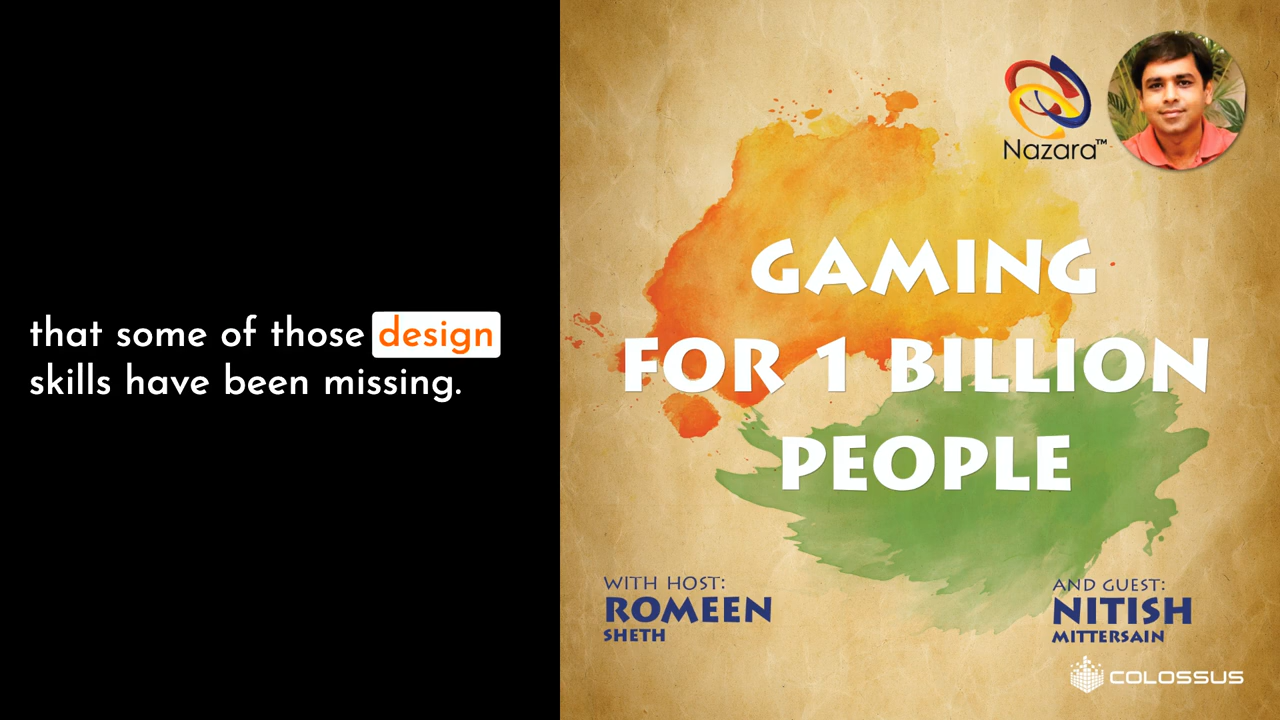 that some of those design
skills have been missing.
Nazara™
GAMING
FOR 1 BILLION
PEOPLE
WITH HOST:
ROMEEN
SHETH
AND GUEST:
NITISH
MITTERSAIN
COLOSSUS